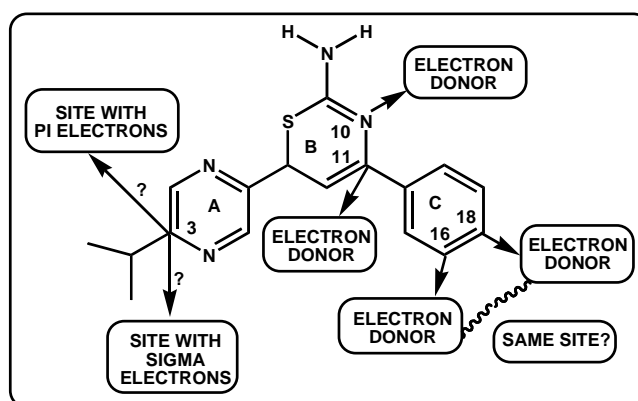 H H
N
ELECTRON
DONOR
SITE WITH
PI ELECTRONS
S
10
N
B
11
?
N
A
C
3
N
18
16
ELECTRON
DONOR
ELECTRON
DONOR
?
ELECTRON
DONOR
SAME SITE?
SITE WITH
SIGMA
ELECTRONS